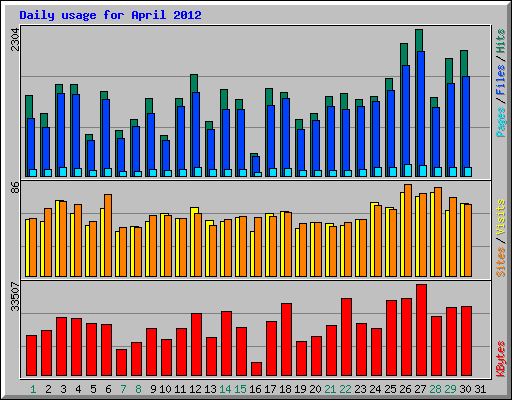 Daily usage for April 2012
2304
Pages / Files / Hits
86
Sites / Visits
33507
KBytes
1 2 3 4 5 6 7 8 9 10 11 12 13 14 15 16 17 18 19 20 21 22 23 24 25 26 27 28 29 30 31